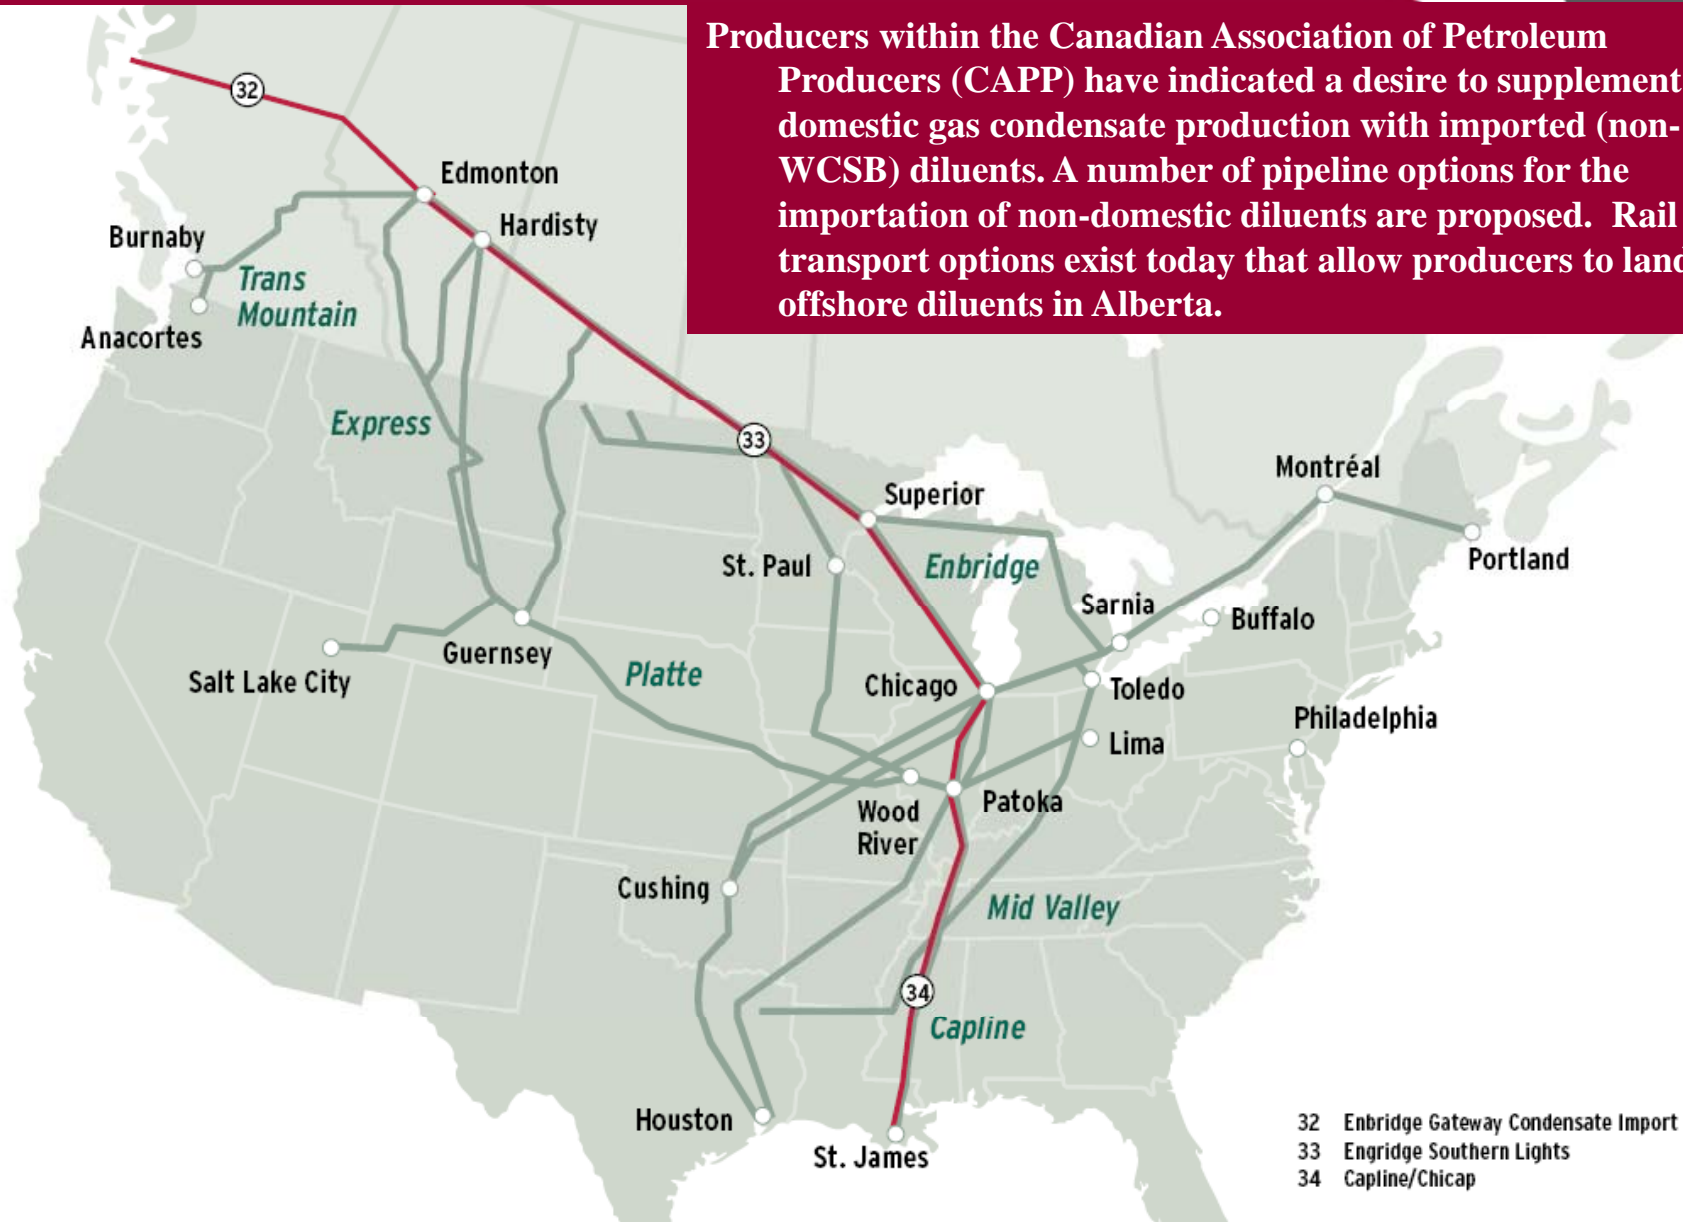 Producers within the Canadian Association of Petroleum
Producers (CAPP) have indicated a desire to supplement
domestic gas condensate production with imported (non-
WCSB) diluents. A number of pipeline options for the
importation of non-domestic diluents are proposed. Rail
transport options exist today that allow producers to land
offshore diluents in Alberta.
32
Edmonton
Hardisty
Burnaby
Trans
Mountain
Anacortes
Express
33
Montréal
Superior
Portland
St. Paul
Enbridge
Sarnia
Buffalo
Guernsey
Salt Lake City
Platte
Chicago
Toledo
Philadelphia
Lima
Wood
River
Patoka
Cushing
Mid Valley
34
Capline
Houston
St. James
32 Enbridge Gateway Condensate Import
33 Engridge Southern Lights
34 Capline/Chicap